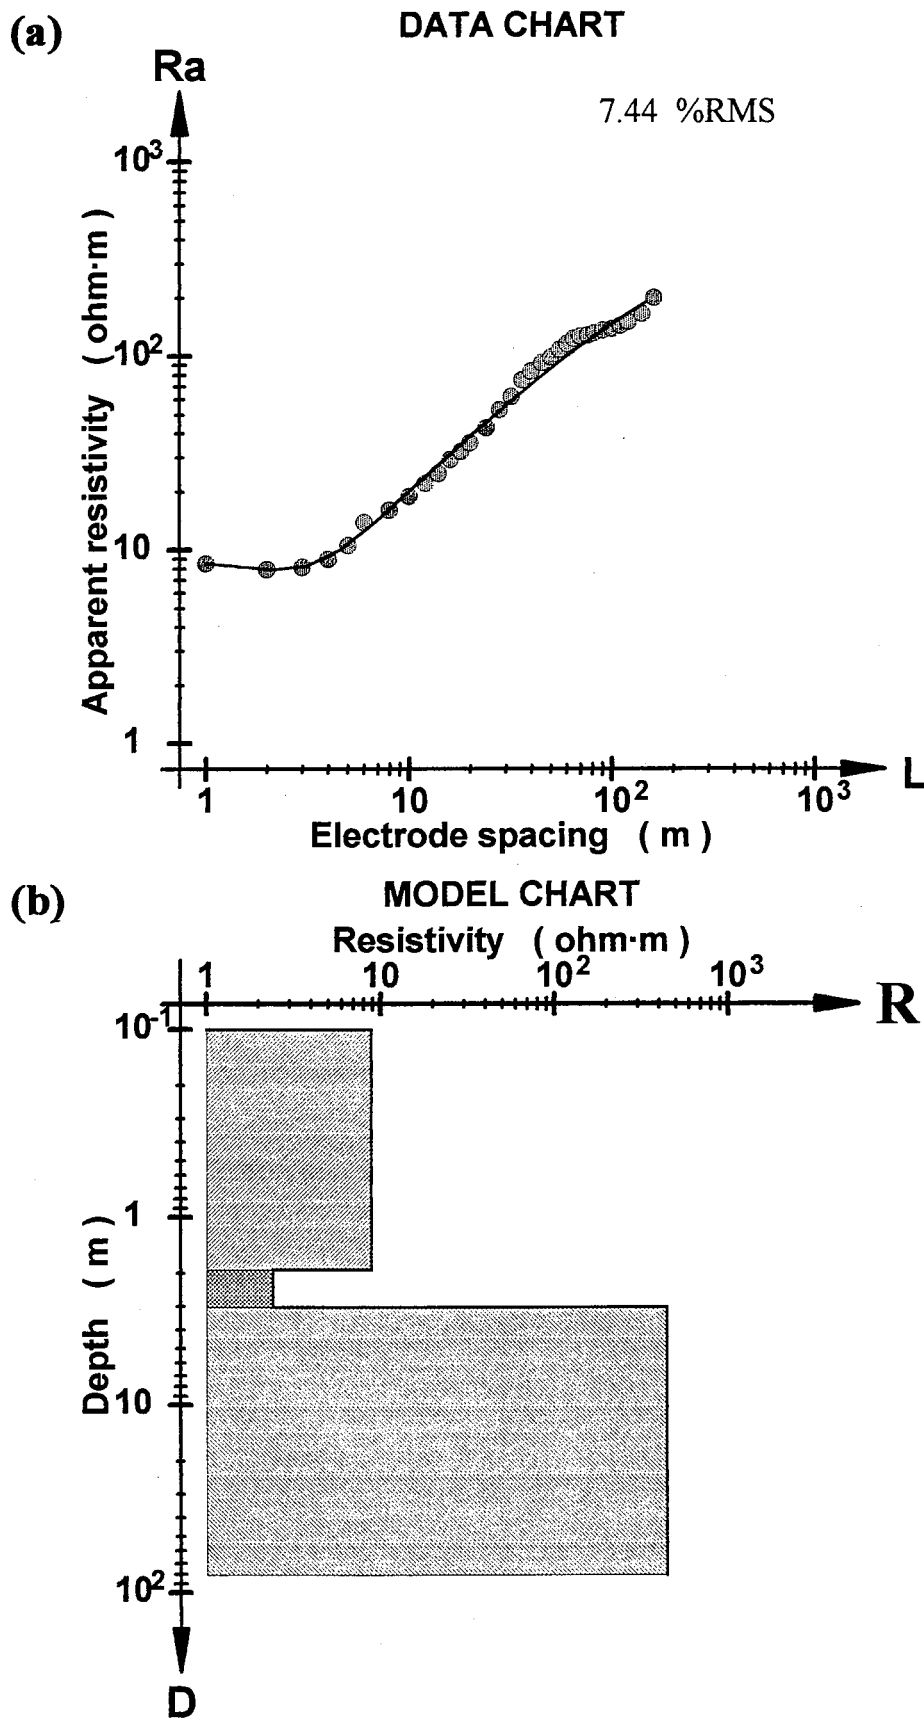 (a)
DATA CHART
Ra
7.44 %RMS
10³
10²
10
1
Apparent resistivity ( ohm·m )
1 10 10² 10³
L
Electrode spacing ( m )
(b)
MODEL CHART
Resistivity ( ohm·m )
1 10 10² 10³
R
10⁻¹
1
10
10²
Depth ( m )
D